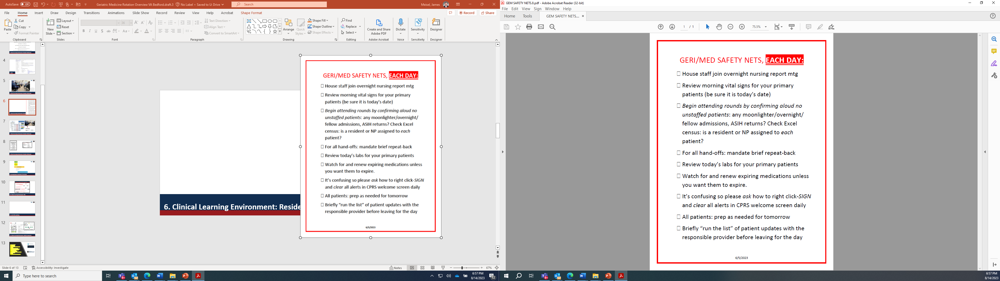 AutoSave Off
Geriatric Medicine Rotation Overview VA Bedford.draft.3
No Label • Saved to U: Drive
Search
Meisel, James
File Home Insert Draw Design Transitions Animations Slide Show Record Review View Help Acrobat Shape Format
Record Share
Paste
Cut
Copy
Format Painter
Clipboard
New Slide
Layout
Reset
Section
Slides
36
Font
Text Direction
Align Text
Convert to SmartArt
Paragraph
Arrange
Quick Styles
Shape Fill
Shape Outline
Shape Effects
Drawing
Find
Replace
Select
Editing
Create and Share Adobe PDF
Adobe Acrobat
Dictate
Voice
Sensitivity
Sensitivity
Designer
Designer
4
5
6
7
8
9
10
11
12
13
6. Clinical Learning Environment: Reside
GERI/MED SAFETY NETS, EACH DAY:
House staff join overnight nursing report mtg
Review morning vital signs for your primary
patients (be sure it is today's date)
Begin attending rounds by confirming aloud no
unstaffed patients: any moonlighter/overnight/
fellow admissions, ASIH returns? Check Excel
census: is a resident or NP assigned to each
patient?
For all hand-offs: mandate brief repeat-back
Review today's labs for your primary patients
Watch for and renew expiring medications unless
you want them to expire.
It's confusing so please ask how to right click-SIGN
and clear all alerts in CPRS welcome screen daily
All patients: prep as needed for tomorrow
Briefly "run the list" of patient updates with the
responsible provider before leaving for the day
6/5/2023
Slide 6 of 13
Accessibility: Investigate
Notes
67%
Type here to search
6:57 PM
8/14/2023
32
GEM SAFETY NETS.8.pdf - Adobe Acrobat Reader (32-bit)
File Edit View Sign Window Help
Home Tools GEM SAFETY NETS....
1 / 1
75.5%
GERI/MED SAFETY NETS, EACH DAY:
House staff join overnight nursing report mtg
Review morning vital signs for your primary
patients (be sure it is today's date)
Begin attending rounds by confirming aloud no
unstaffed patients: any moonlighter/overnight/
fellow admissions, ASIH returns? Check Excel
census: is a resident or NP assigned to each
patient?
For all hand-offs: mandate brief repeat-back
Review today's labs for your primary patients
Watch for and renew expiring medications unless
you want them to expire.
It's confusing so please ask how to right click-SIGN
and clear all alerts in CPRS welcome screen daily
All patients: prep as needed for tomorrow
Briefly "run the list" of patient updates with the
responsible provider before leaving for the day
6/5/2023
6:57 PM
8/14/2023